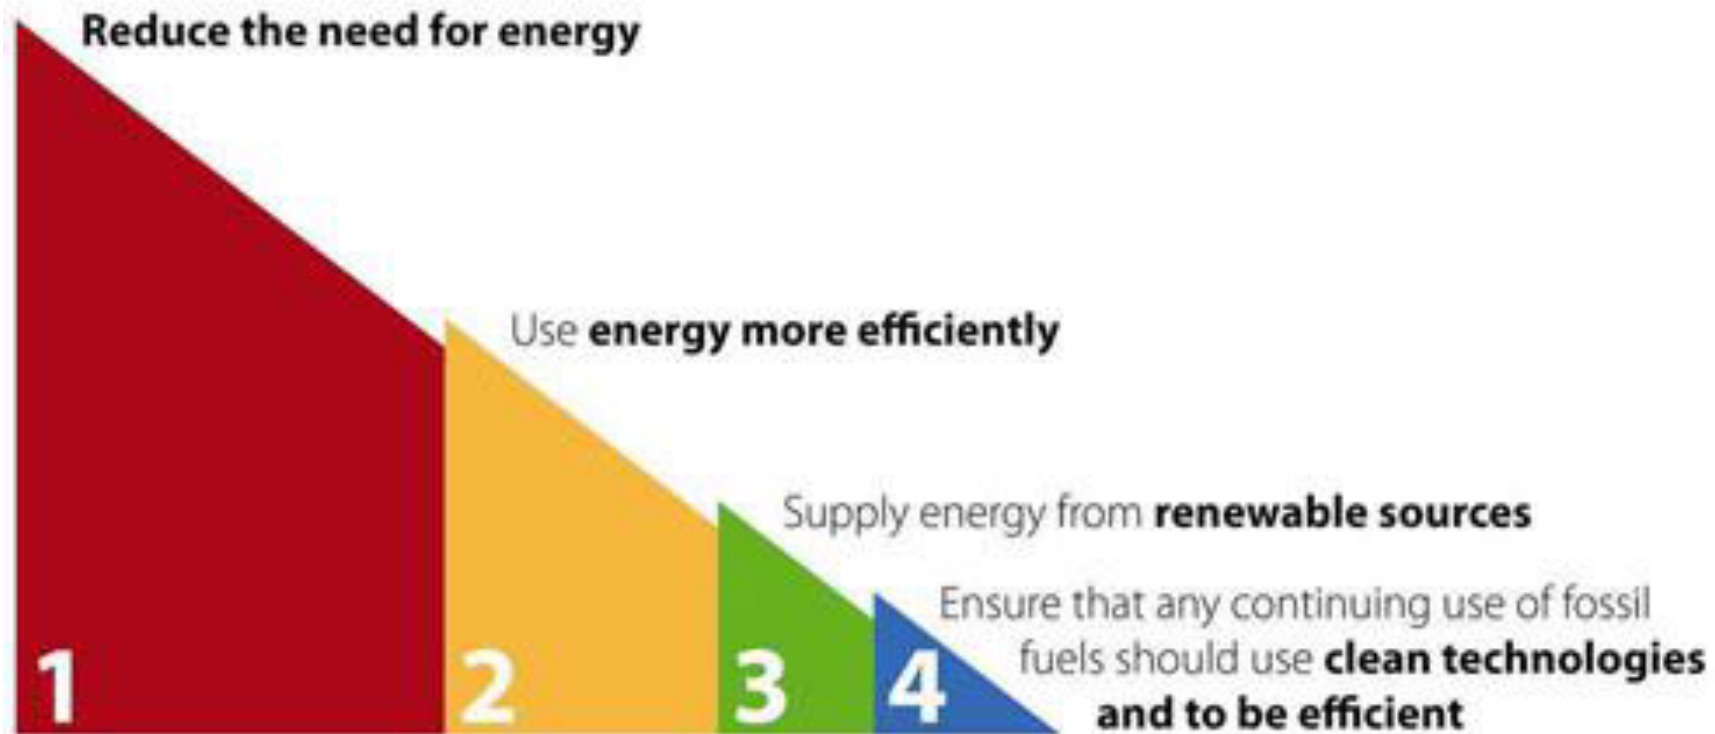 Reduce the need for energy
Use energy more efficiently
Supply energy from renewable sources
Ensure that any continuing use of fossil
fuels should use clean technologies
and to be efficient
1
2
3
4